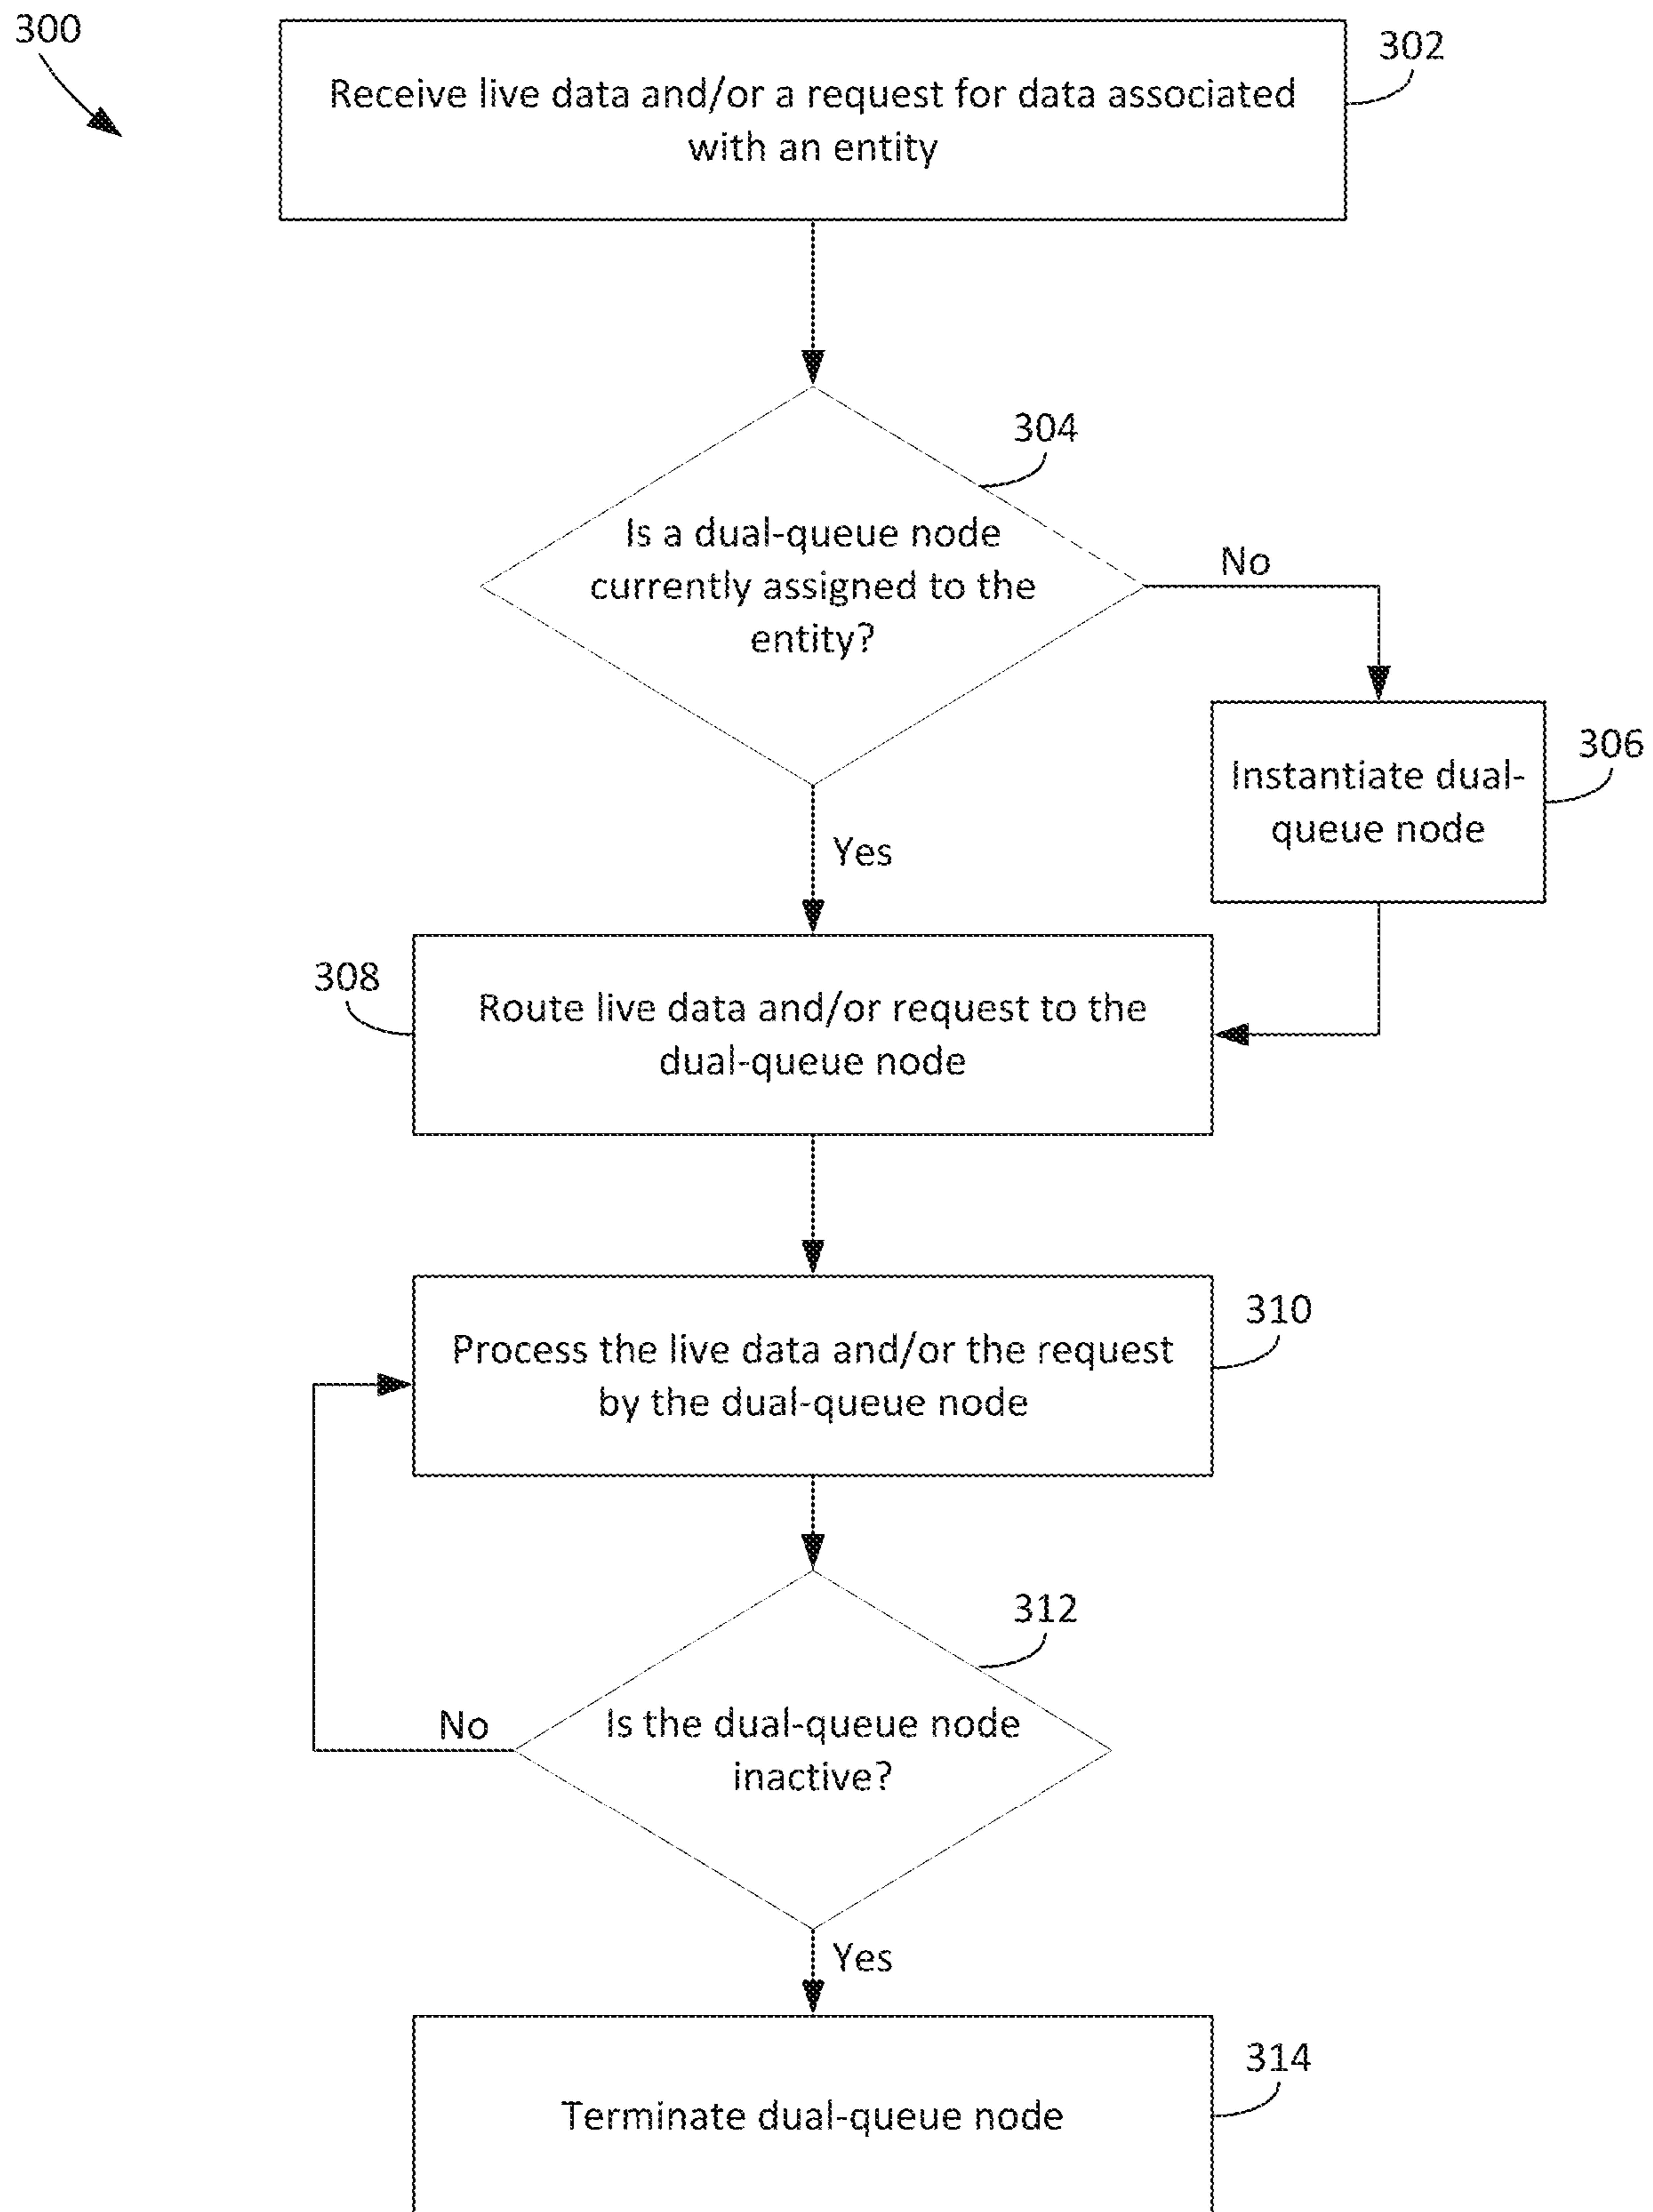 300
302
Receive live data and/or a request for data associated
with an entity
304
Is a dual-queue node
currently assigned to the
entity?
No
306
Instantiate dual-
queue node
Yes
308
Route live data and/or request to the
dual-queue node
310
Process the live data and/or the request
by the dual-queue node
312
Is the dual-queue node
inactive?
No
Yes
314
Terminate dual-queue node